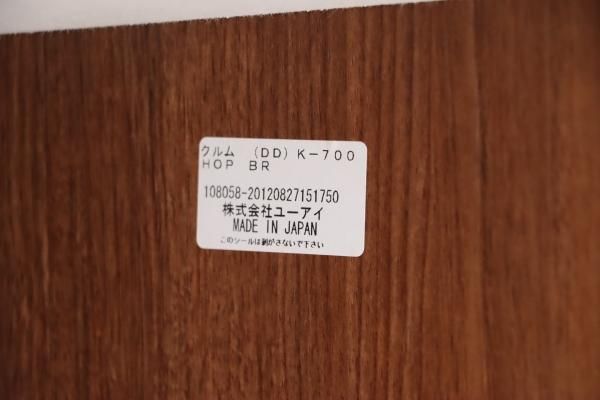 クルム （DD）K－700
HOP BR
108058-20120827151750
株式会社ユーアイ
MADE IN JAPAN
このシールは剥がさないで下さい